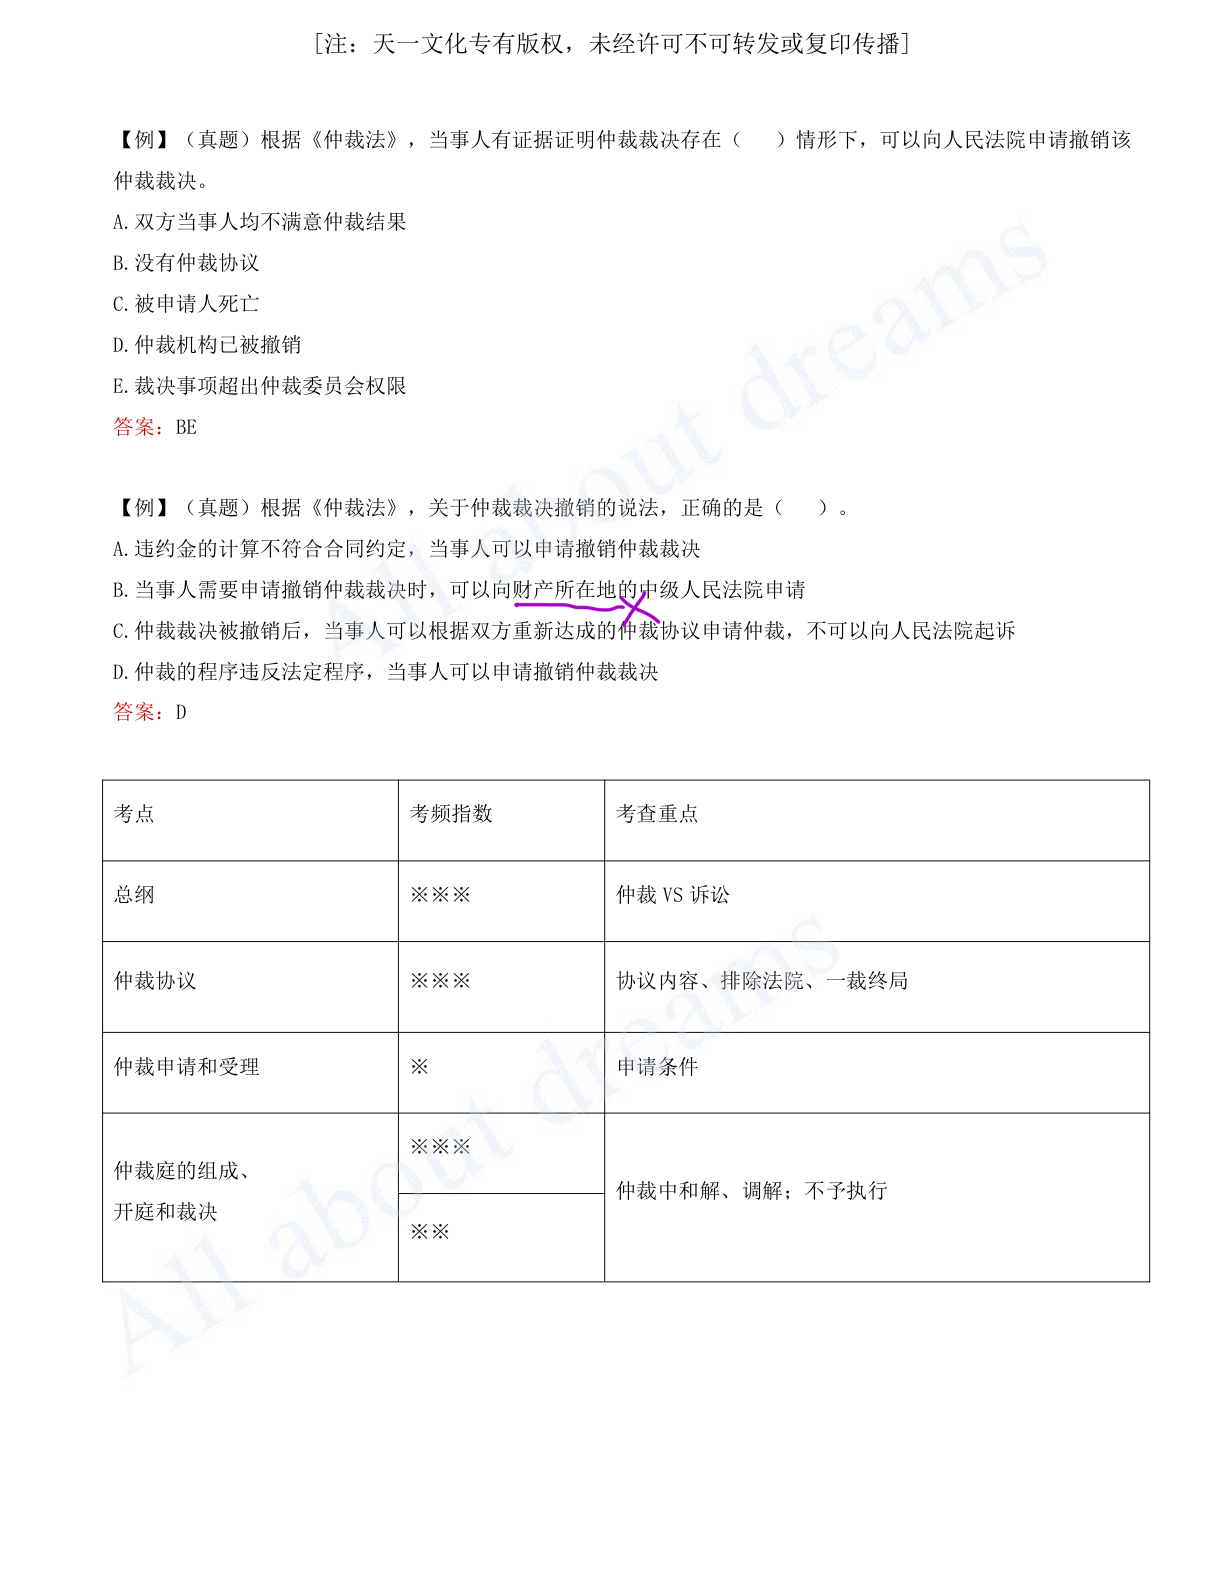 [注：天一文化专有版权，未经许可不可转发或复印传播]
【例】（真题）根据《仲裁法》，当事人有证据证明仲裁裁决存在（　）情形下，可以向人民法院申请撤销该
仲裁裁决。
A.双方当事人均不满意仲裁结果
B.没有仲裁协议
C.被申请人死亡
D.仲裁机构已被撤销
E.裁决事项超出仲裁委员会权限
答案：BE
【例】（真题）根据《仲裁法》，关于仲裁裁决撤销的说法，正确的是（　）。
A.违约金的计算不符合合同约定，当事人可以申请撤销仲裁裁决
B.当事人需要申请撤销仲裁裁决时，可以向财产所在地的中级人民法院申请
C.仲裁裁决被撤销后，当事人可以根据双方重新达成的仲裁协议申请仲裁，不可以向人民法院起诉
D.仲裁的程序违反法定程序，当事人可以申请撤销仲裁裁决
答案：D
考点 考频指数 考查重点
总纲 ※※※ 仲裁 VS 诉讼
仲裁协议 ※※※ 协议内容、排除法院、一裁终局
仲裁申请和受理 ※ 申请条件
仲裁庭的组成、
开庭和裁决
※※※
※※
仲裁中和解、调解；不予执行
All about dreams
All about dreams